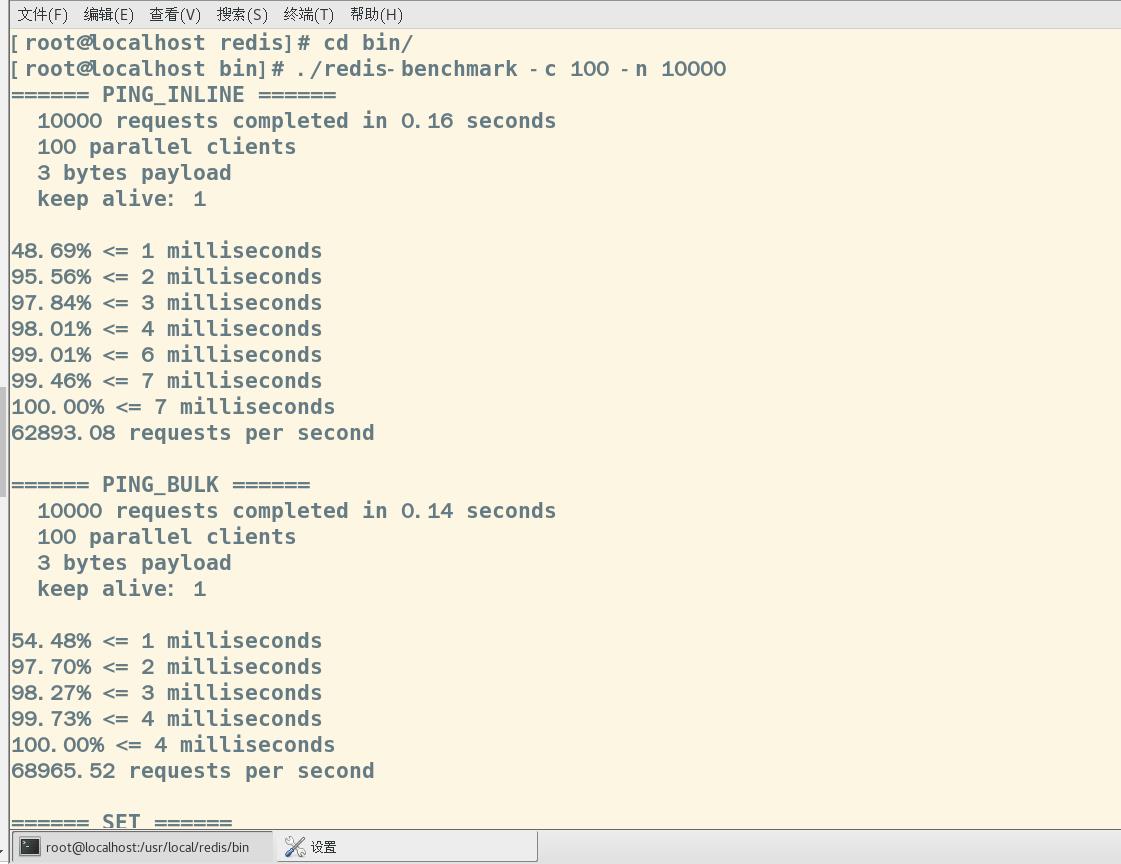 文件(F) 编辑(E) 查看(V) 搜索(S) 终端(T) 帮助(H)
[root@localhost redis]# cd bin/
[root@localhost bin]# ./redis-benchmark -c 100 -n 10000
====== PING_INLINE ======
10000 requests completed in 0.16 seconds
100 parallel clients
3 bytes payload
keep alive: 1
48.69% <= 1 milliseconds
95.56% <= 2 milliseconds
97.84% <= 3 milliseconds
98.01% <= 4 milliseconds
99.01% <= 6 milliseconds
99.46% <= 7 milliseconds
100.00% <= 7 milliseconds
62893.08 requests per second
====== PING_BULK ======
10000 requests completed in 0.14 seconds
100 parallel clients
3 bytes payload
keep alive: 1
54.48% <= 1 milliseconds
97.70% <= 2 milliseconds
98.27% <= 3 milliseconds
99.73% <= 4 milliseconds
100.00% <= 4 milliseconds
68965.52 requests per second
====== SET ======
root@localhost:/usr/local/redis/bin 设置